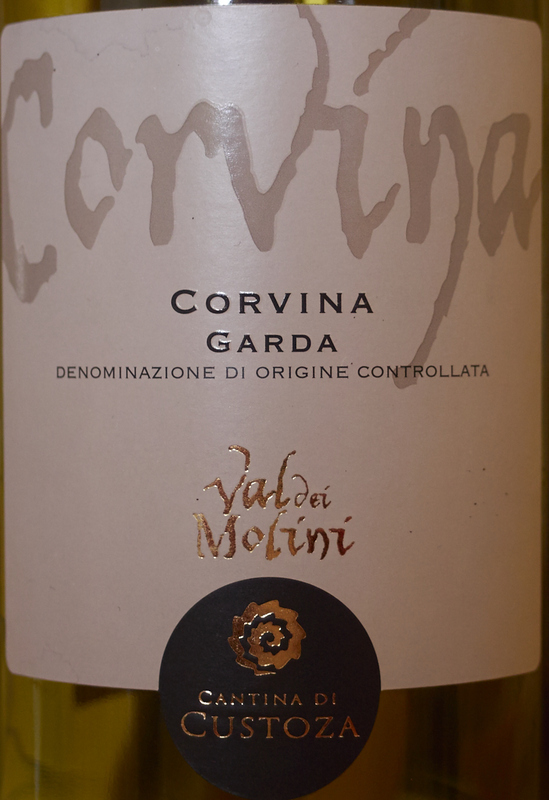 Corvina
CORVINA
GARDA
DENOMINAZIONE DI ORIGINE CONTROLLATA
Val dei
Molini
CANTINA DI
CUSTOZA